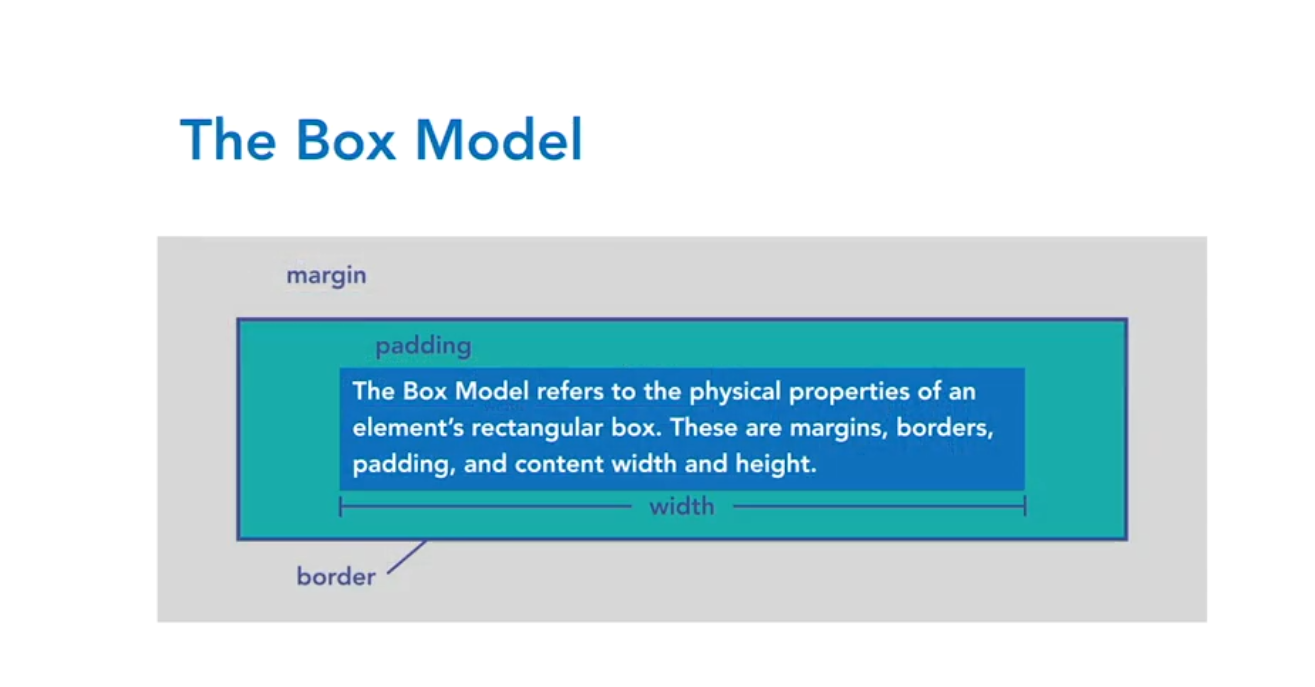 The Box Model
margin
padding
The Box Model refers to the physical properties of an
element’s rectangular box. These are margins, borders,
padding, and content width and height.
width
border